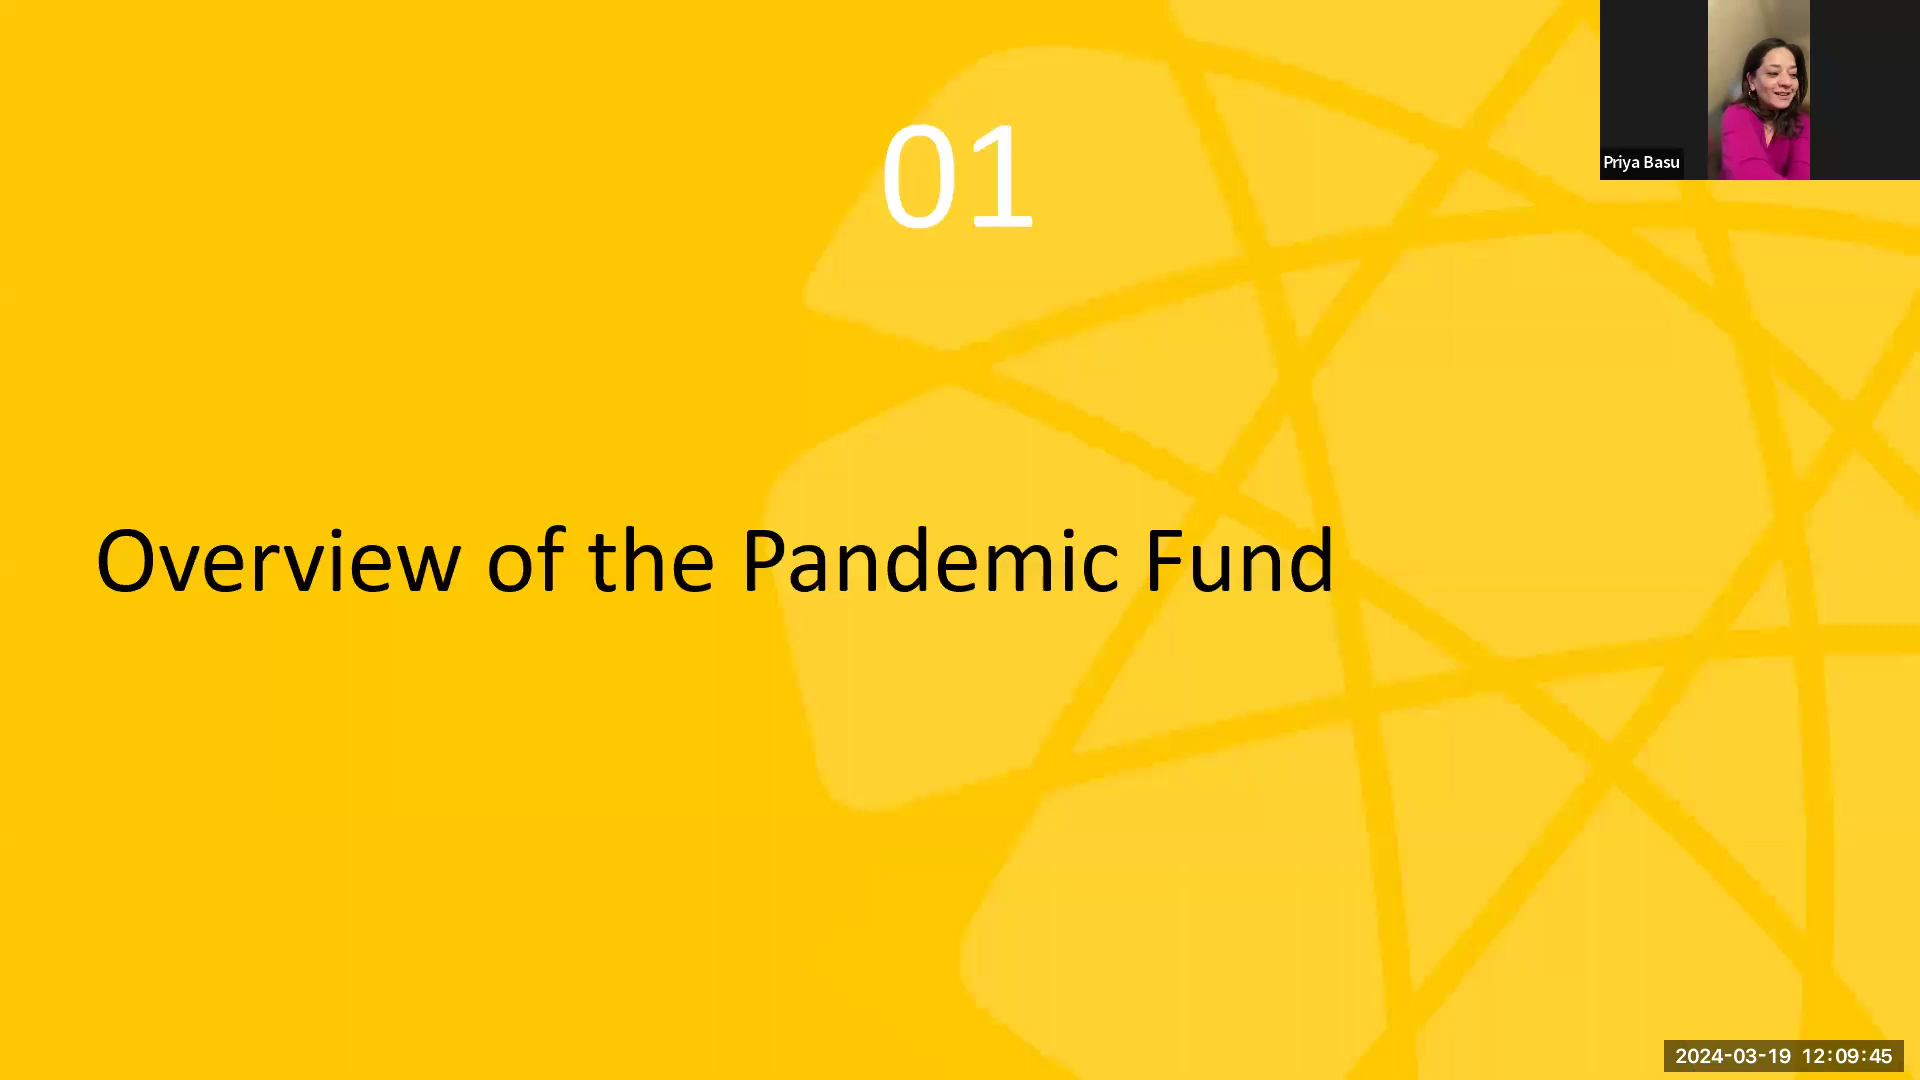 01
Priya Basu
Overview of the Pandemic Fund
2024-03-19 12:09:45